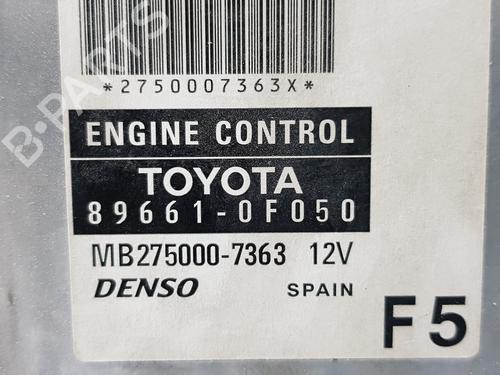 *2750007363X*
ENGINE CONTROL
TOYOTA
89661-0F050
MB275000-7363 12V
DENSO SPAIN
F5
B-PARTS